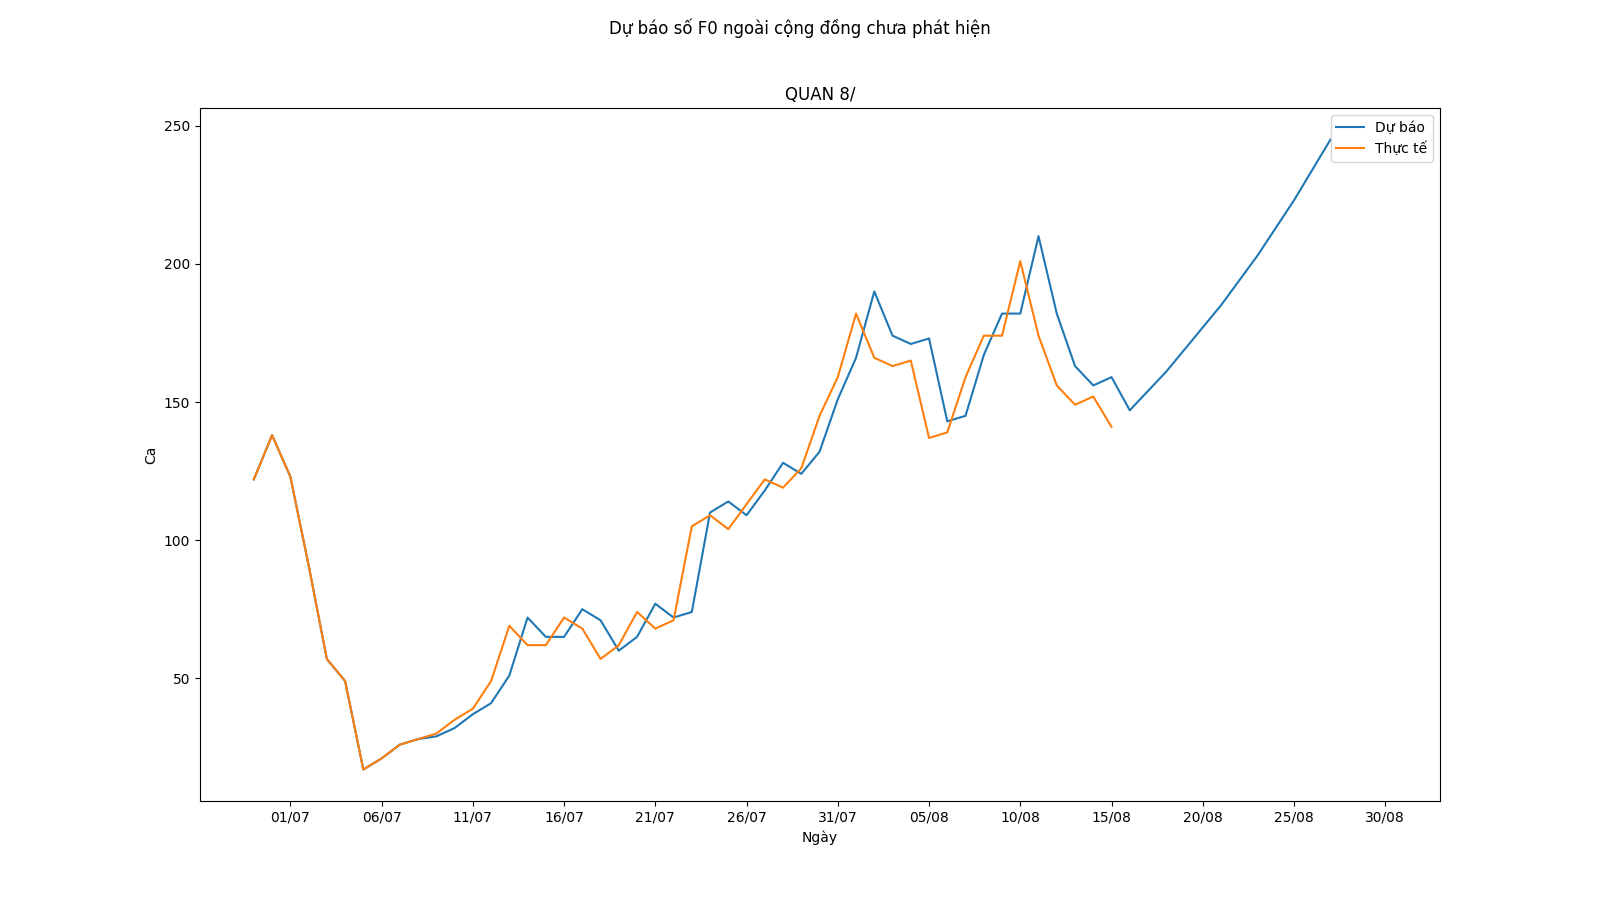 Dự báo số F0 ngoài cộng đồng chưa phát hiện
QUAN 8/
250
200
150
100
50
Ca
Dự báo
Thực tế
01/07 06/07 11/07 16/07 21/07 26/07 31/07 05/08 10/08 15/08 20/08 25/08 30/08
Ngày